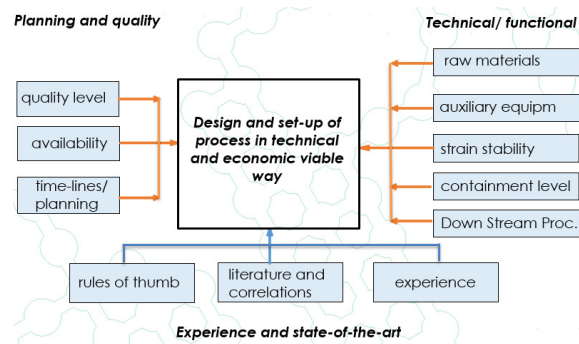 Planning and quality
Technical/ functional
quality level
availability
time-lines/
planning
Design and set-up of
process in technical
and economic viable
way
raw materials
auxiliary equipm
strain stability
containment level
Down Stream Proc.
rules of thumb
literature and
correlations
experience
Experience and state-of-the-art